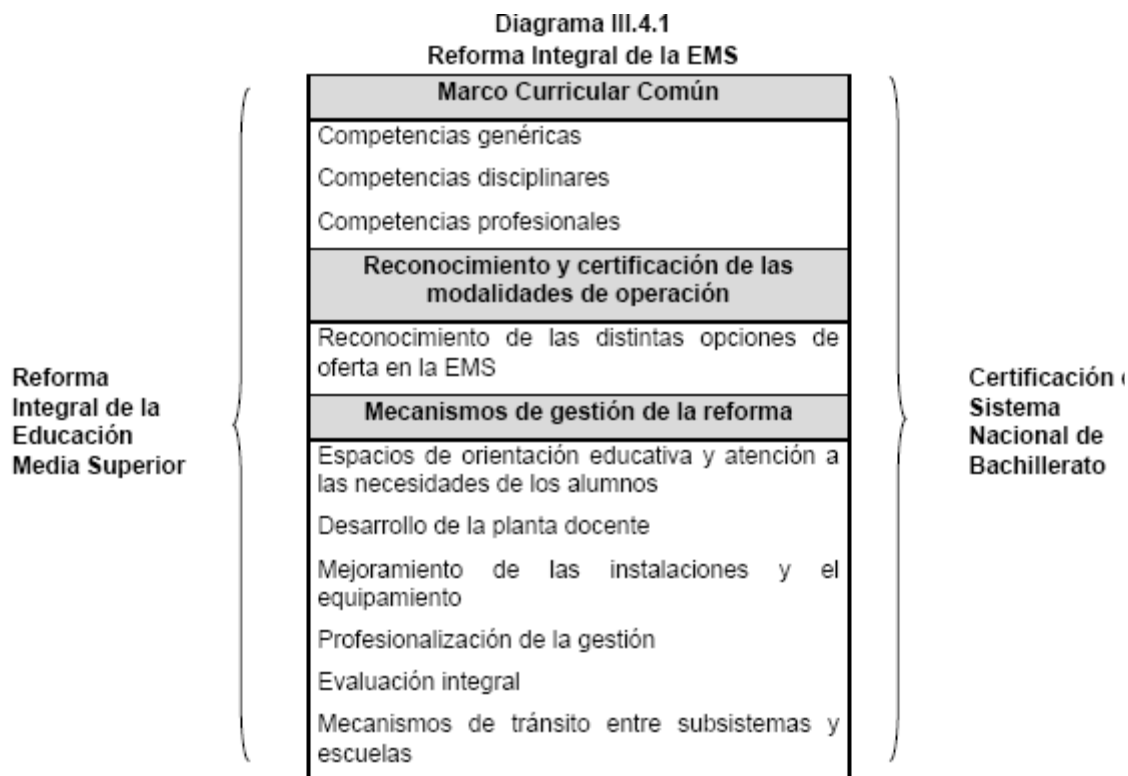 Diagrama III.4.1
Reforma Integral de la EMS
Marco Curricular Común
Competencias genéricas
Competencias disciplinares
Competencias profesionales
Reconocimiento y certificación de las
modalidades de operación
Reconocimiento de las distintas opciones de
oferta en la EMS
Mecanismos de gestión de la reforma
Espacios de orientación educativa y atención a
las necesidades de los alumnos
Desarrollo de la planta docente
Mejoramiento de las instalaciones y el
equipamiento
Profesionalización de la gestión
Evaluación integral
Mecanismos de tránsito entre subsistemas y
escuelas
Reforma
Integral de la
Educación
Media Superior
Certificación
Sistema
Nacional de
Bachillerato